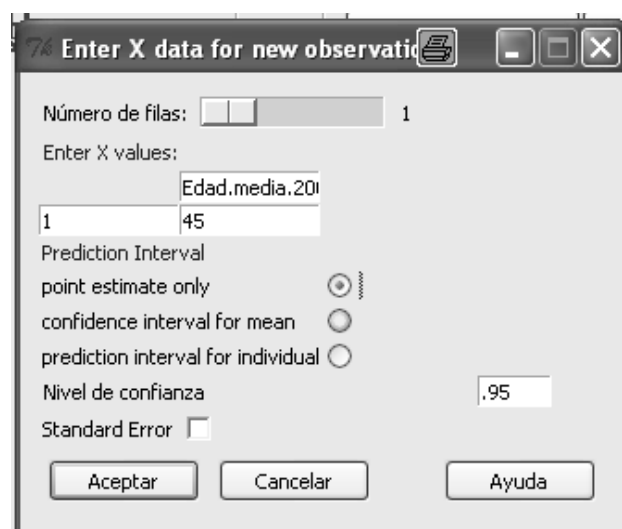 Enter X data for new observatio
Número de filas: 1
Enter X values:
Edad.media.20
1 45
Prediction Interval
point estimate only
confidence interval for mean
prediction interval for individual
Nivel de confianza .95
Standard Error
Aceptar Cancelar Ayuda